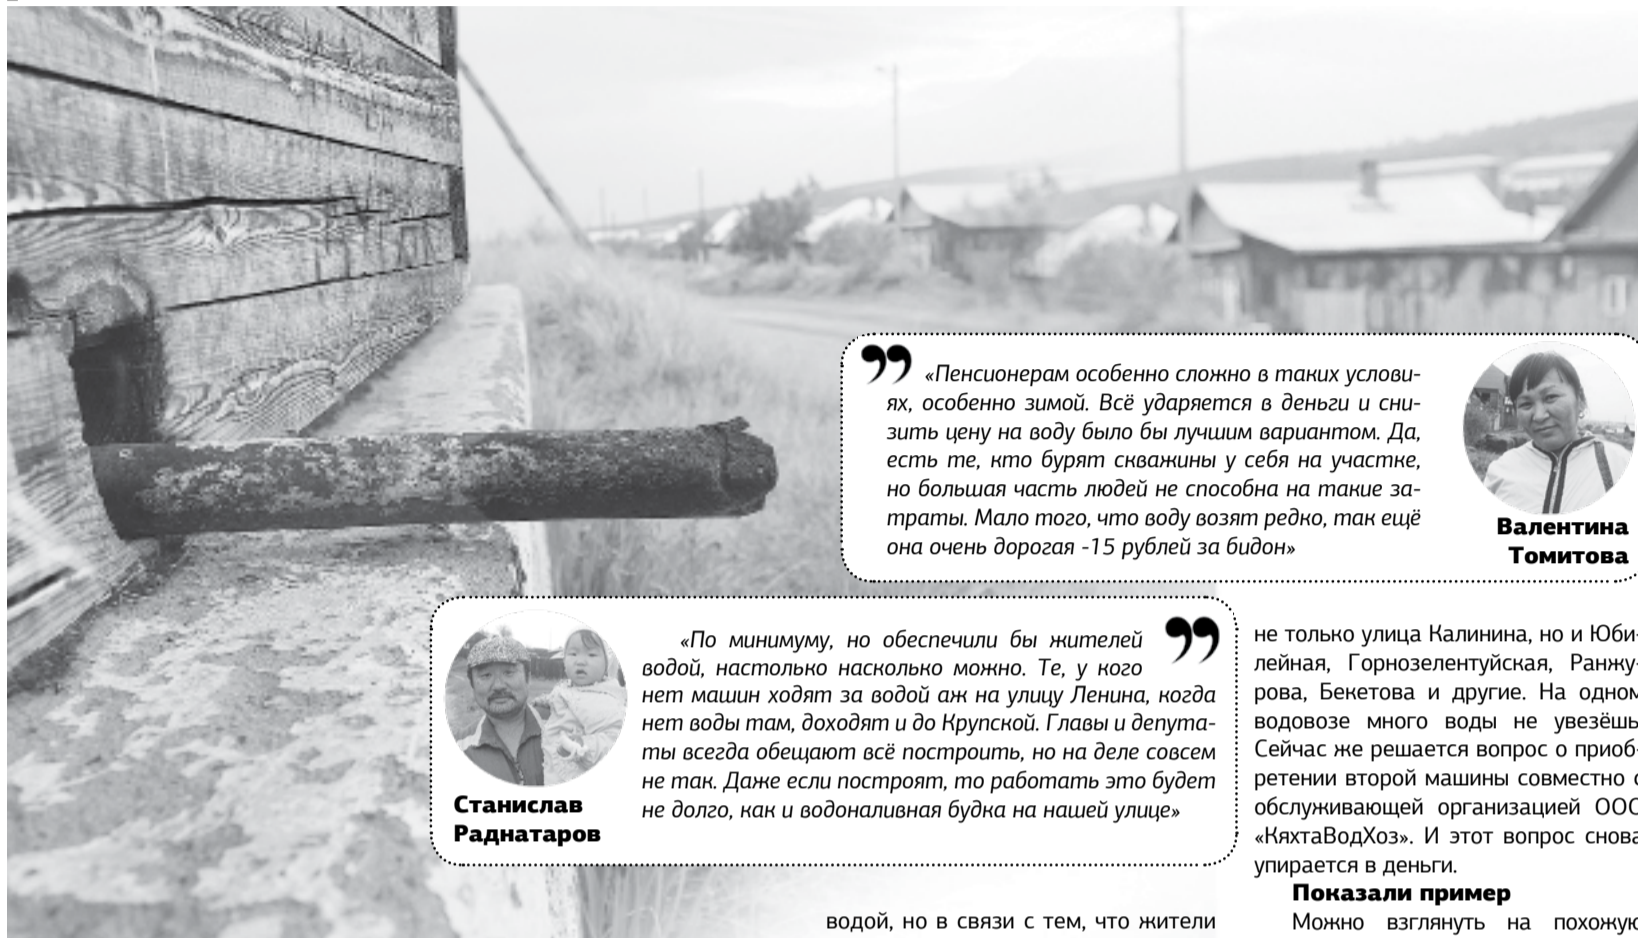 «Пенсионерам особенно сложно в таких услови-
ях, особенно зимой. Всё ударяется в деньги и сни-
зить цену на воду было бы лучшим вариантом. Да,
есть те, кто бурят скважины у себя на участке,
но большая часть людей не способна на такие за-
траты. Мало того, что воду возят редко, так ещё
она очень дорогая -15 рублей за бидон»
Валентина
Томитова
«По минимуму, но обеспечили бы жителей
водой, настолько насколько можно. Те, у кого
нет машин ходят за водой аж на улицу Ленина, когда
нет воды там, доходят и до Крупской. Главы и депута-
ты всегда обещают всё построить, но на деле совсем
не так. Даже если построят, то работать это будет
не долго, как и водоналивная будка на нашей улице»
Станислав
Раднатаров
водой, но в связи с тем, что жители
не только улица Калинина, но и Юби-
лейная, Горнозелентуйская, Ранжу-
рова, Бекетова и другие. На одном
водовозе много воды не увезёшь.
Сейчас же решается вопрос о приоб-
ретении второй машины совместно с
обслуживающей организацией ООО
«КяхтаВодХоз». И этот вопрос снова
упирается в деньги.
Показали пример
Можно взглянуть на похожую